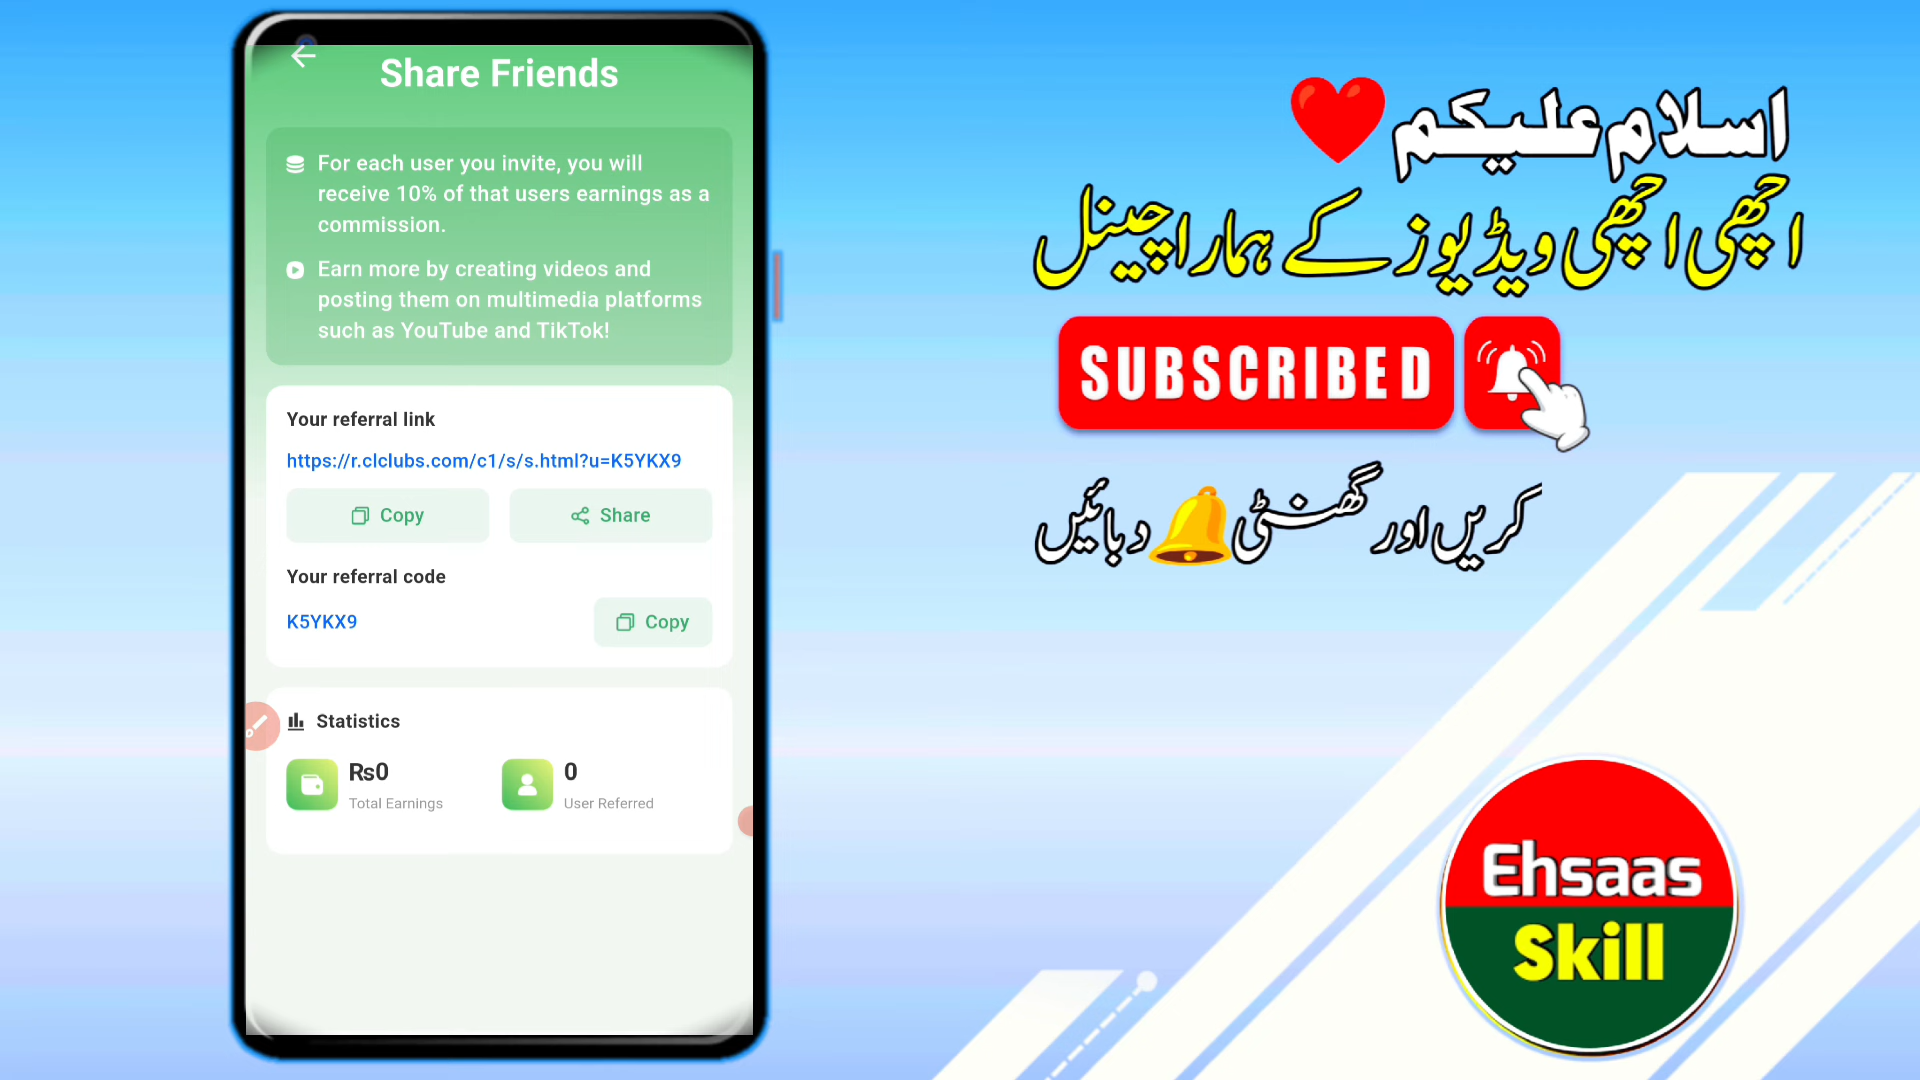 Share Friends
For each user you invite, you will
receive 10% of that users earnings as a
commission.
Earn more by creating videos and
posting them on multimedia platforms
such as YouTube and TikTok!
Your referral link
https://r.clclubs.com/c1/s/s.html?u=K5YKX9
Copy
Share
Your referral code
K5YKX9
Copy
Statistics
₨0
Total Earnings
0
User Referred
اسلام علیکم
اچھی اچھی ویڈیوز کے ہمارا چینل
SUBSCRIBED
کریں اور گھنٹی دبائیں
Ehsaas
Skill